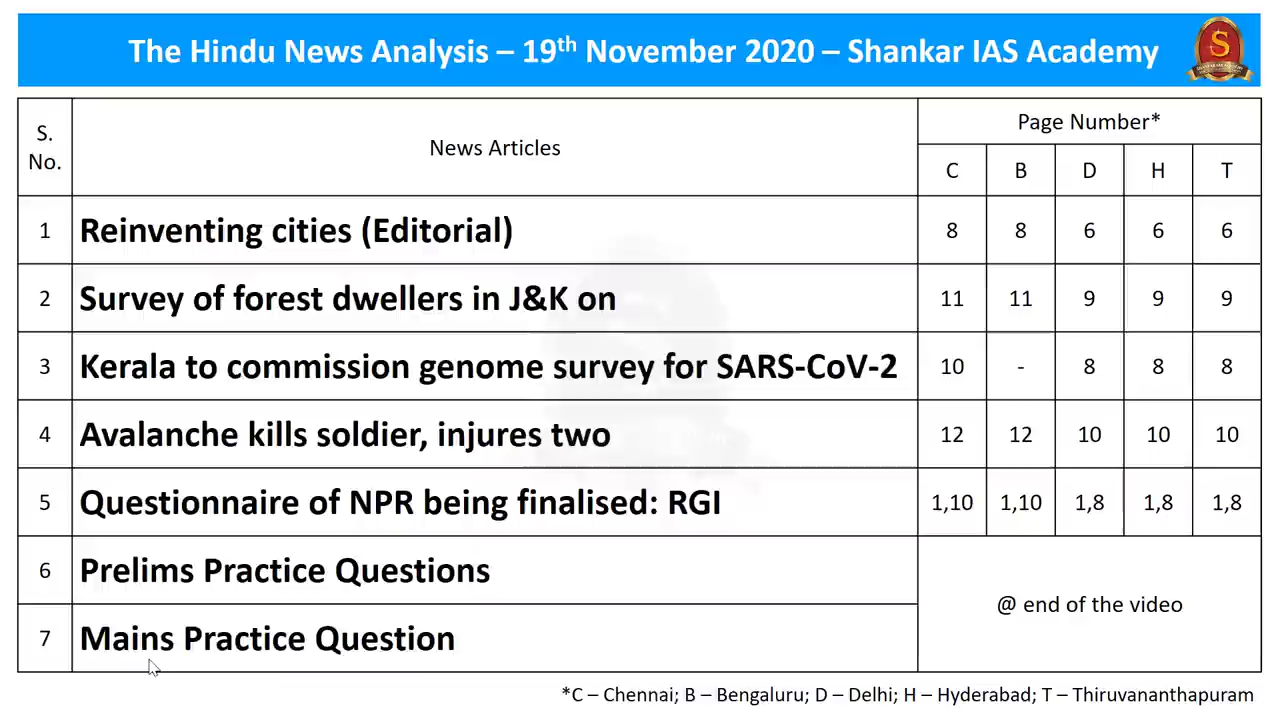 The Hindu News Analysis – 19th November 2020 – Shankar IAS Academy
S
S. No.
News Articles
Page Number*
C B D H T
1 Reinventing cities (Editorial) 8 8 6 6 6
2 Survey of forest dwellers in J&K on 11 11 9 9 9
3 Kerala to commission genome survey for SARS-CoV-2 10 - 8 8 8
4 Avalanche kills soldier, injures two 12 12 10 10 10
5 Questionnaire of NPR being finalised: RGI 1,10 1,10 1,8 1,8 1,8
6 Prelims Practice Questions
@ end of the video
7 Mains Practice Question
*C – Chennai; B – Bengaluru; D – Delhi; H – Hyderabad; T – Thiruvananthapuram